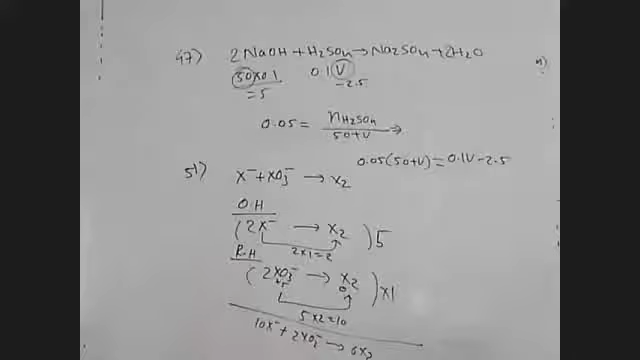 47) 2NaOH + H2SO4 → Na2SO4 + 2H2O
50×0.1 0.1 V
= 5 -2.5
0.05 = nH2SO4 / 50+V ⇒
0.05(50+V) = 0.1V - 2.5
51) X⁻ + XO3⁻ → X2
O.H
(2X⁻ → X2) 5
2×1=2
R.H
(2XO3⁻ → X2) ×1
+5 0
5×2=10
10X⁻ + 2XO3⁻ → 6X2